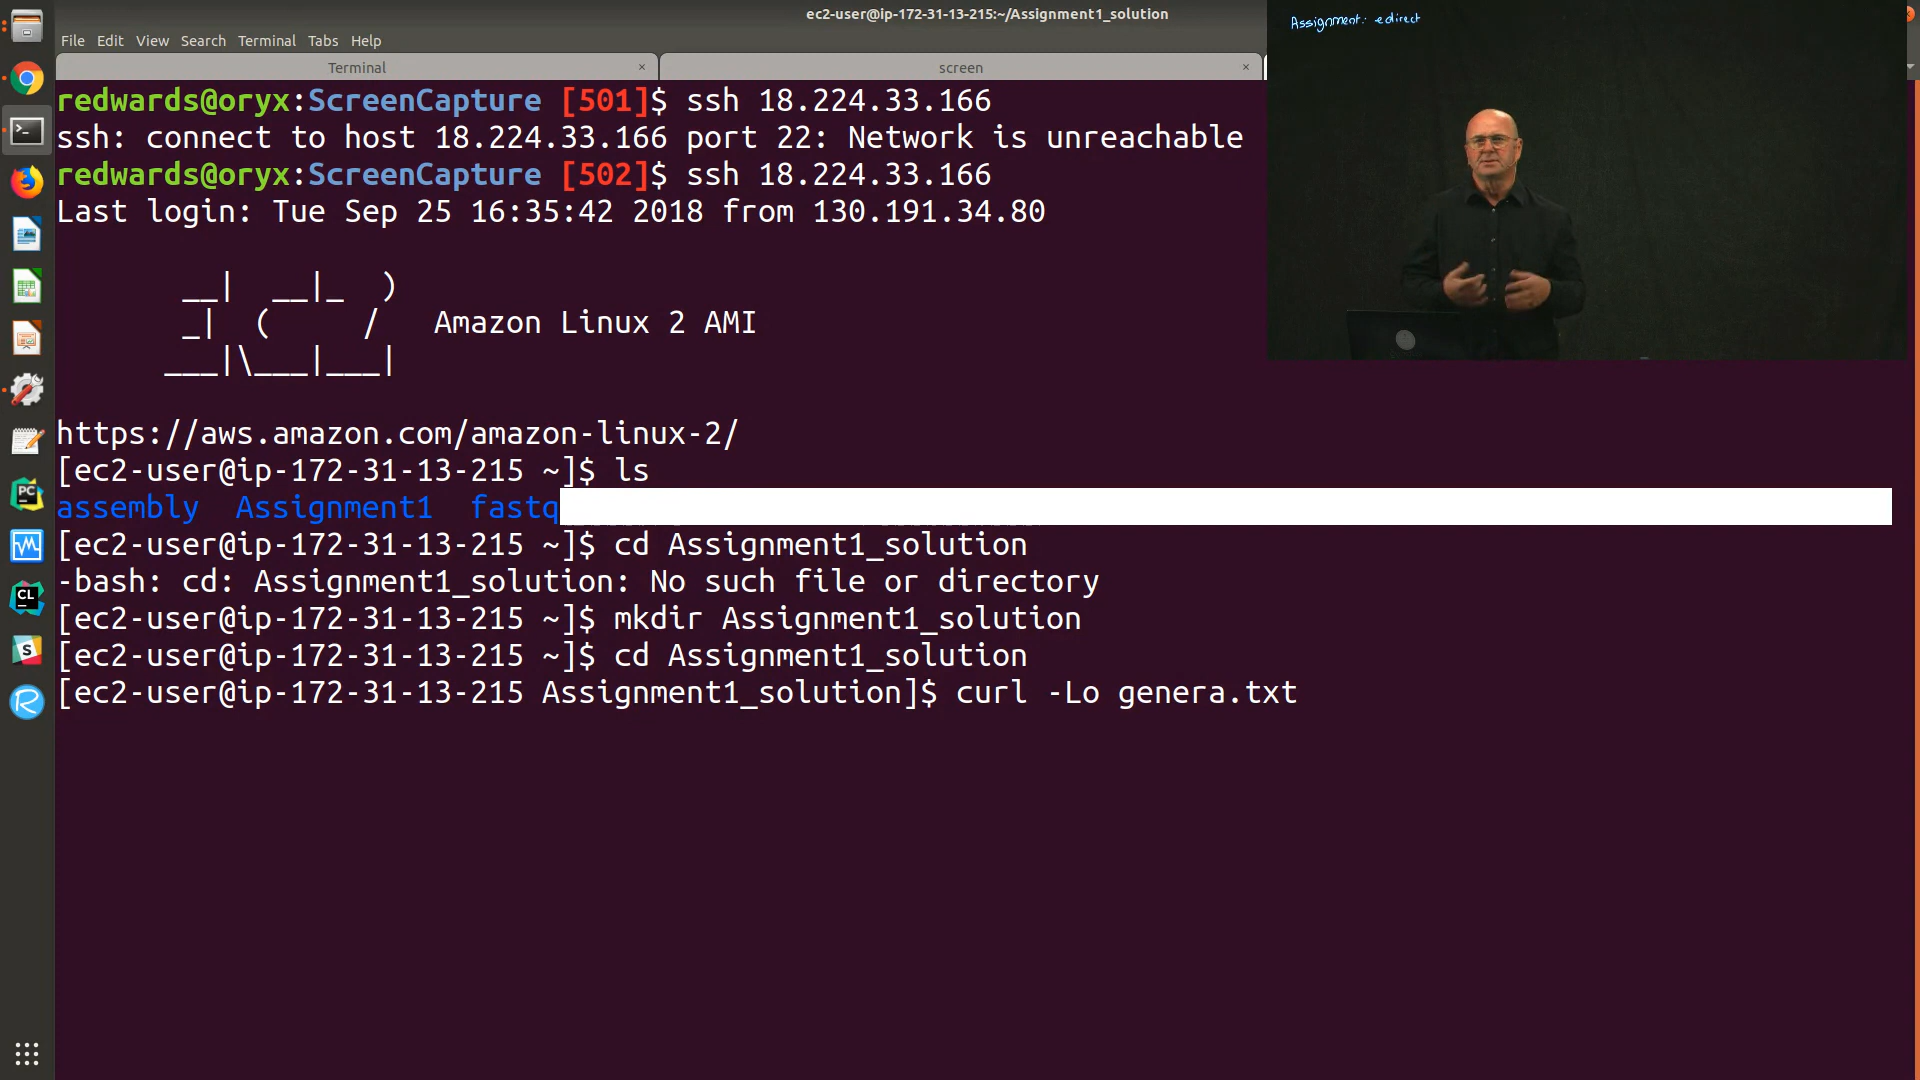 ec2-user@ip-172-31-13-215:~/Assignment1_solution
File Edit View Search Terminal Tabs Help
Terminal × screen ×
Assignment: edirect
redwards@oryx:ScreenCapture [501]$ ssh 18.224.33.166
ssh: connect to host 18.224.33.166 port 22: Network is unreachable
redwards@oryx:ScreenCapture [502]$ ssh 18.224.33.166
Last login: Tue Sep 25 16:35:42 2018 from 130.191.34.80
__| __|_ )
_| ( / Amazon Linux 2 AMI
___|\___|___|
https://aws.amazon.com/amazon-linux-2/
[ec2-user@ip-172-31-13-215 ~]$ ls
assembly Assignment1 fastq
[ec2-user@ip-172-31-13-215 ~]$ cd Assignment1_solution
-bash: cd: Assignment1_solution: No such file or directory
[ec2-user@ip-172-31-13-215 ~]$ mkdir Assignment1_solution
[ec2-user@ip-172-31-13-215 ~]$ cd Assignment1_solution
[ec2-user@ip-172-31-13-215 Assignment1_solution]$ curl -Lo genera.txt
PC
CL
S
R